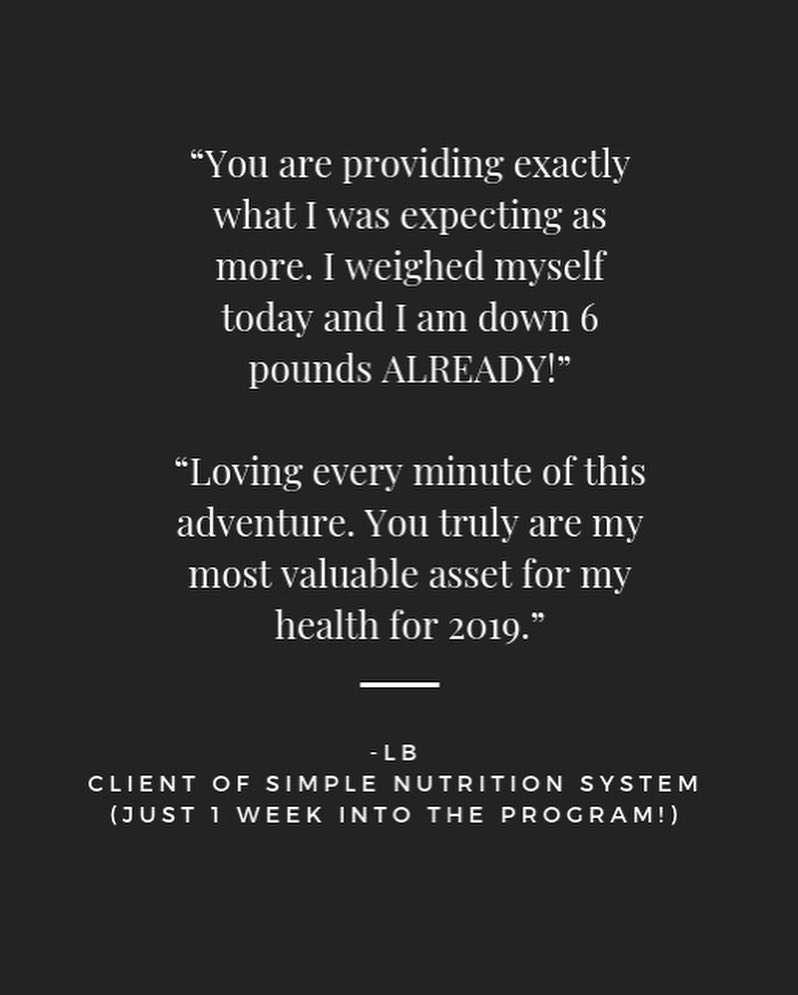 “You are providing exactly
what I was expecting as
more. I weighed myself
today and I am down 6
pounds ALREADY!”
“Loving every minute of this
adventure. You truly are my
most valuable asset for my
health for 2019.”
-LB
CLIENT OF SIMPLE NUTRITION SYSTEM
(JUST 1 WEEK INTO THE PROGRAM!)